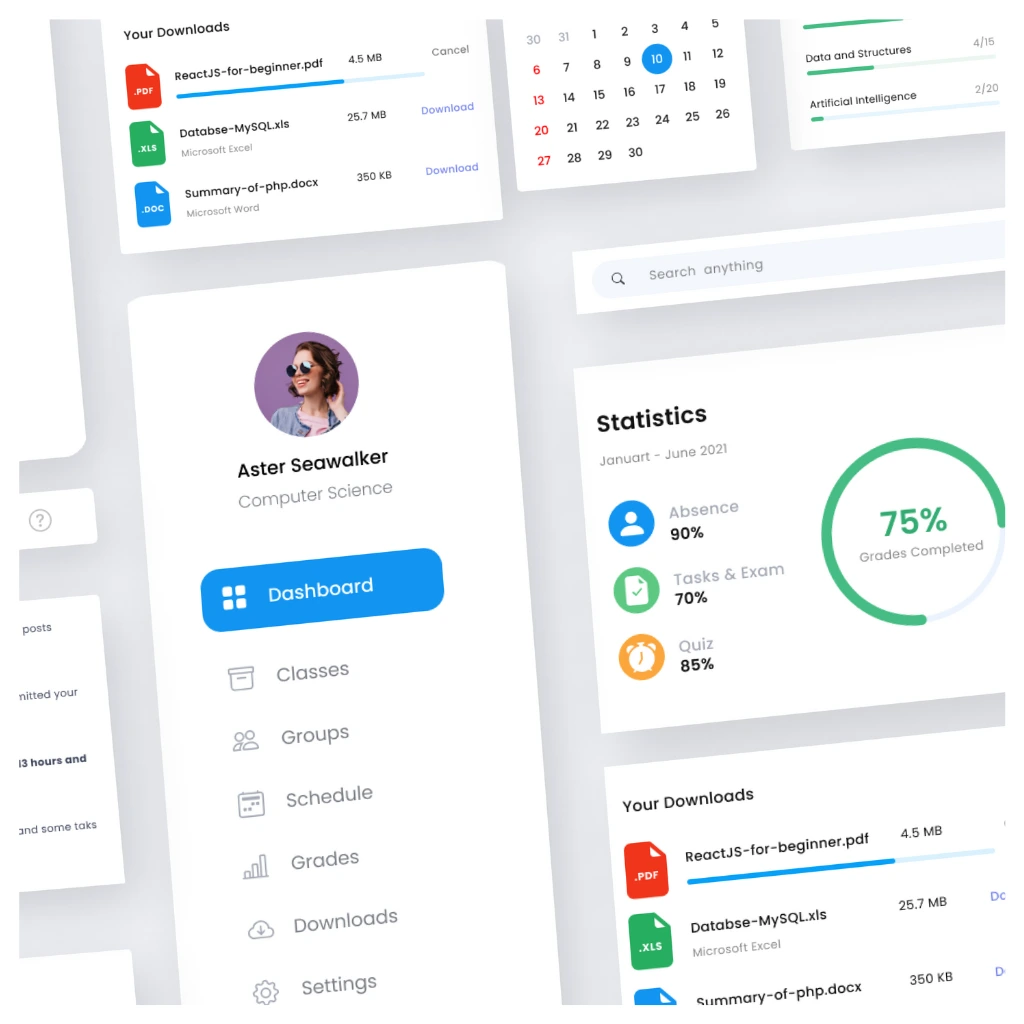 Your Downloads
.PDF
ReactJS-for-beginner.pdf
4.5 MB
Cancel
.XLS
Databse-MySQL.xls
25.7 MB
Download
Microsoft Excel
.DOC
Summary-of-php.docx
350 KB
Download
Microsoft Word
30 31 1 2 3 4 5
6 7 8 9 10 11 12
13 14 15 16 17 18 19
20 21 22 23 24 25 26
27 28 29 30
Data and Structures
4/15
Artificial Intelligence
2/20
Search anything
Aster Seawalker
Computer Science
Dashboard
Classes
Groups
Schedule
Grades
Downloads
Settings
?
posts
mitted your
13 hours and
and some taks
Statistics
Januart - June 2021
Absence
90%
Tasks & Exam
70%
Quiz
85%
75%
Grades Completed
Your Downloads
.PDF
ReactJS-for-beginner.pdf
4.5 MB
.XLS
Databse-MySQL.xls
25.7 MB
Do
Microsoft Excel
Summary-of-php.docx
350 KB
D